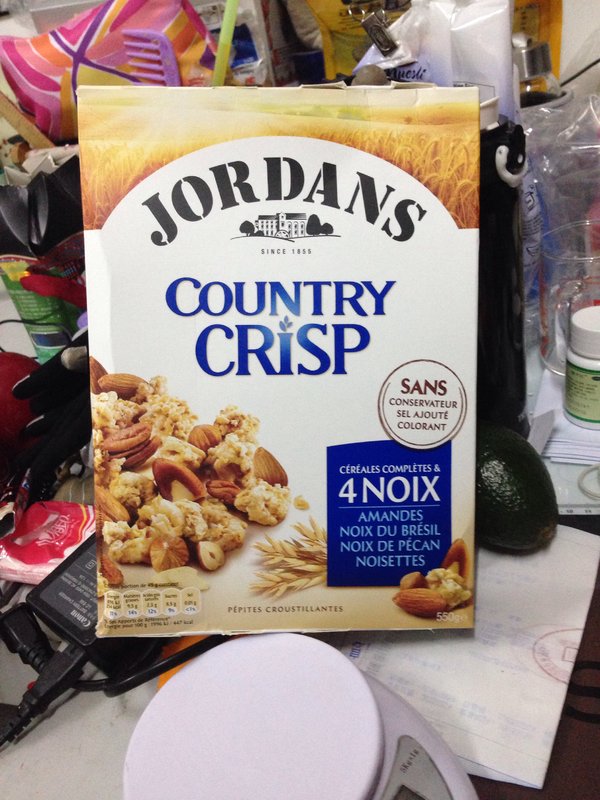 JORDANS
SINCE 1855
COUNTRY
CRISP
SANS
CONSERVATEUR
SEL AJOUTÉ
COLORANT
CÉRÉALES COMPLÈTES &
4 NOIX
AMANDES
NOIX DU BRÉSIL
NOIX DE PÉCAN
NOISETTES
PÉPITES CROUSTILLANTES
550g e